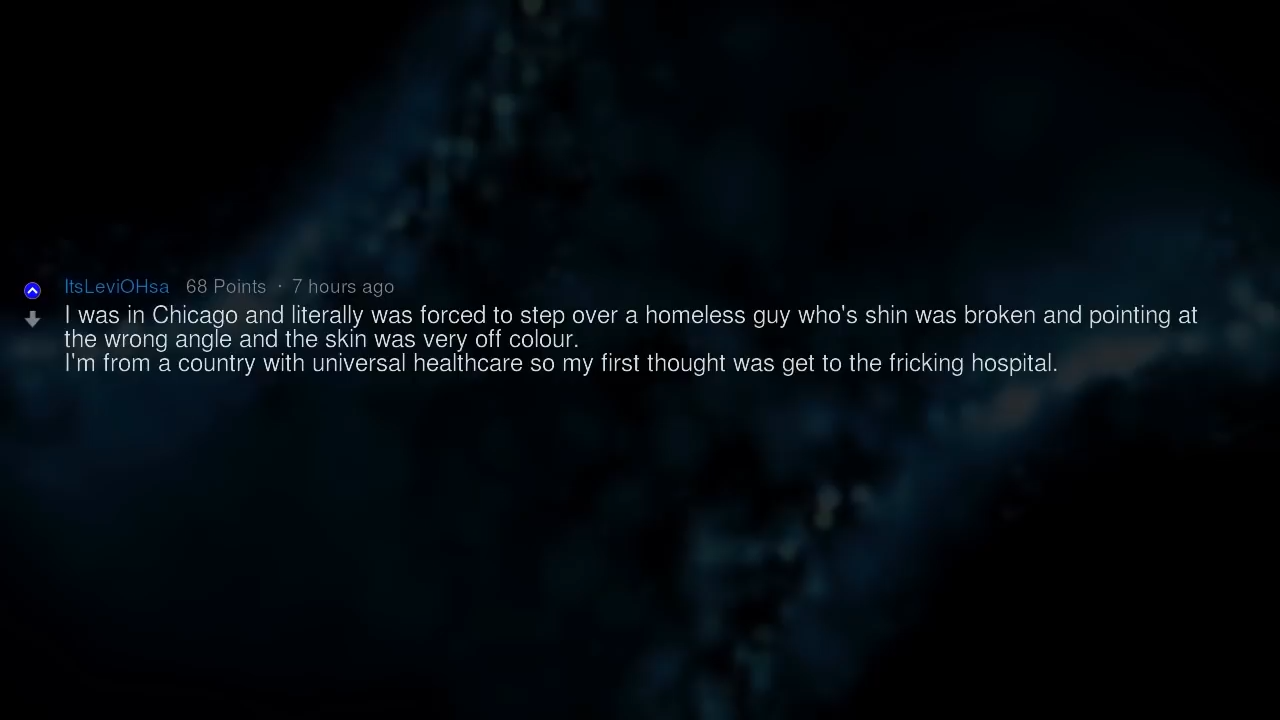 ItsLeviOHsa 68 Points · 7 hours ago
I was in Chicago and literally was forced to step over a homeless guy who's shin was broken and pointing at
the wrong angle and the skin was very off colour.
I'm from a country with universal healthcare so my first thought was get to the fricking hospital.